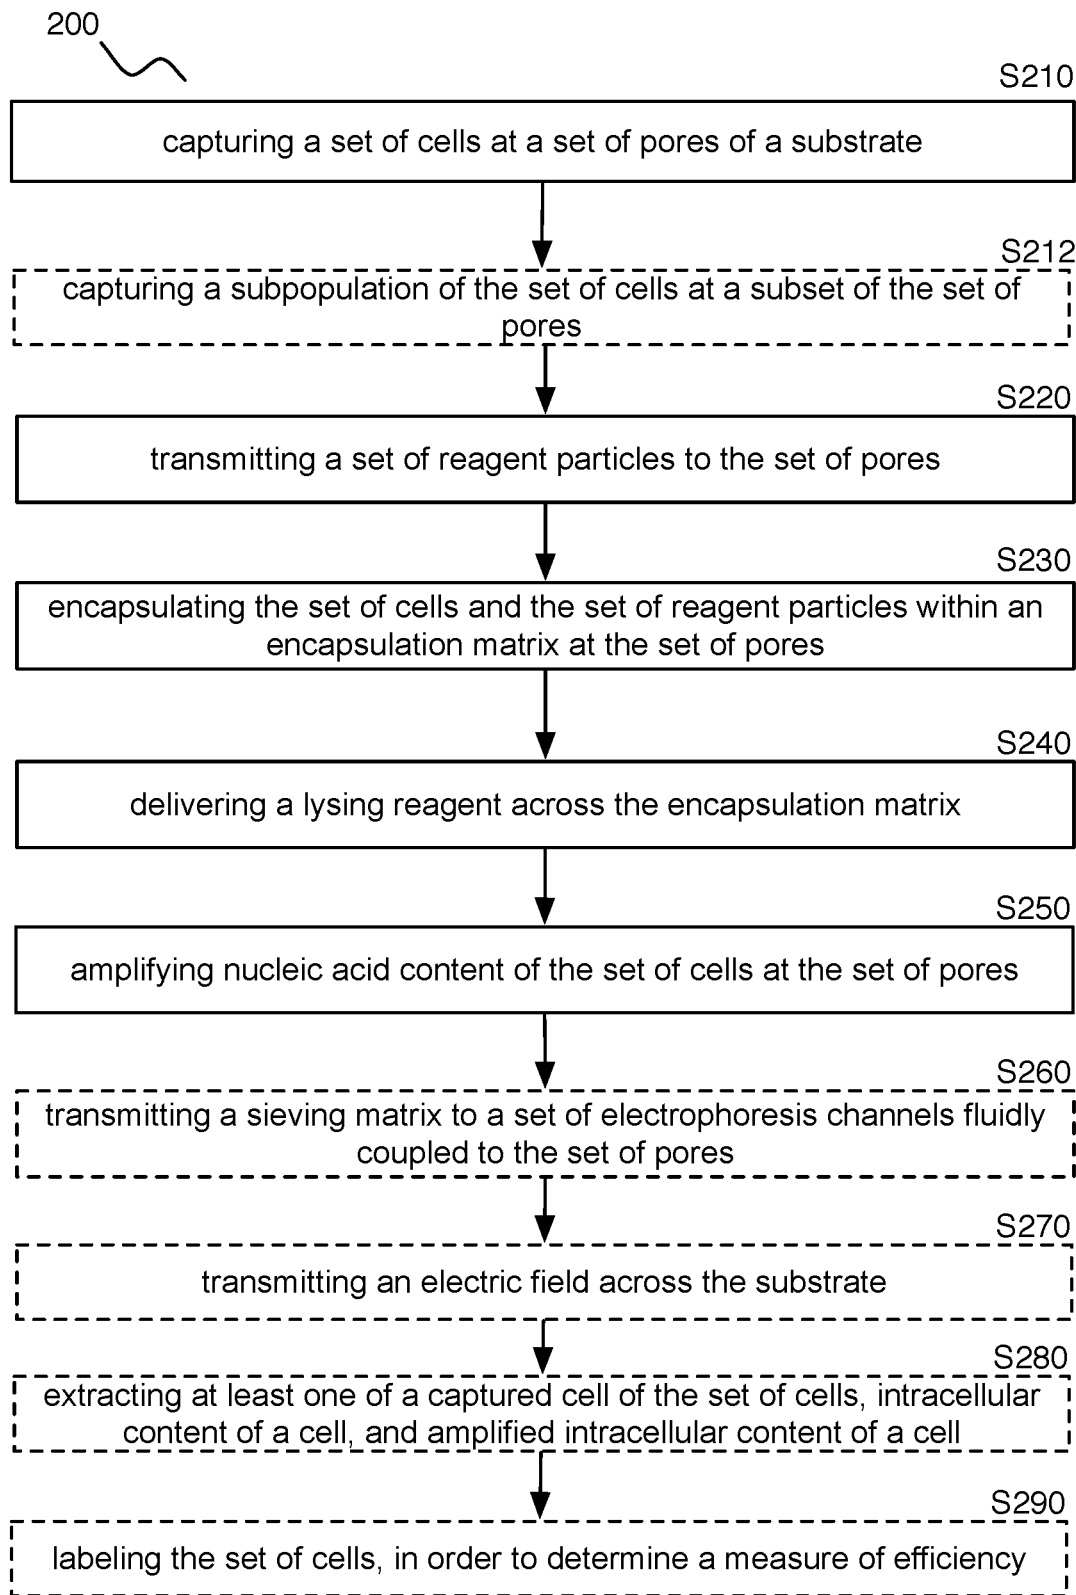 200
S210
capturing a set of cells at a set of pores of a substrate
S212
capturing a subpopulation of the set of cells at a subset of the set of
pores
S220
transmitting a set of reagent particles to the set of pores
S230
encapsulating the set of cells and the set of reagent particles within an
encapsulation matrix at the set of pores
S240
delivering a lysing reagent across the encapsulation matrix
S250
amplifying nucleic acid content of the set of cells at the set of pores
S260
transmitting a sieving matrix to a set of electrophoresis channels fluidly
coupled to the set of pores
S270
transmitting an electric field across the substrate
S280
extracting at least one of a captured cell of the set of cells, intracellular
content of a cell, and amplified intracellular content of a cell
S290
labeling the set of cells, in order to determine a measure of efficiency